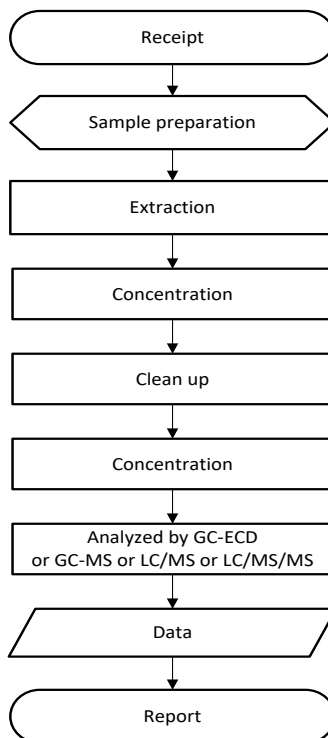 Receipt
Sample preparation
Extraction
Concentration
Clean up
Concentration
Analyzed by GC-ECD
or GC-MS or LC/MS or LC/MS/MS
Data
Report